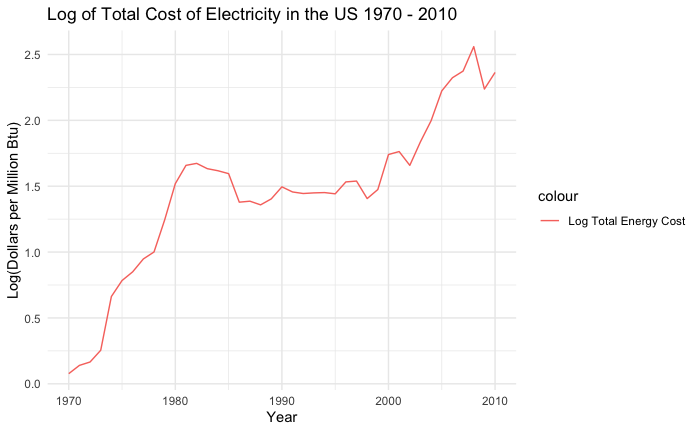 Log of Total Cost of Electricity in the US 1970 - 2010
Log(Dollars per Million Btu)
2.5
2.0
1.5
1.0
0.5
0.0
1970 1980 1990 2000 2010
Year
colour
Log Total Energy Cost